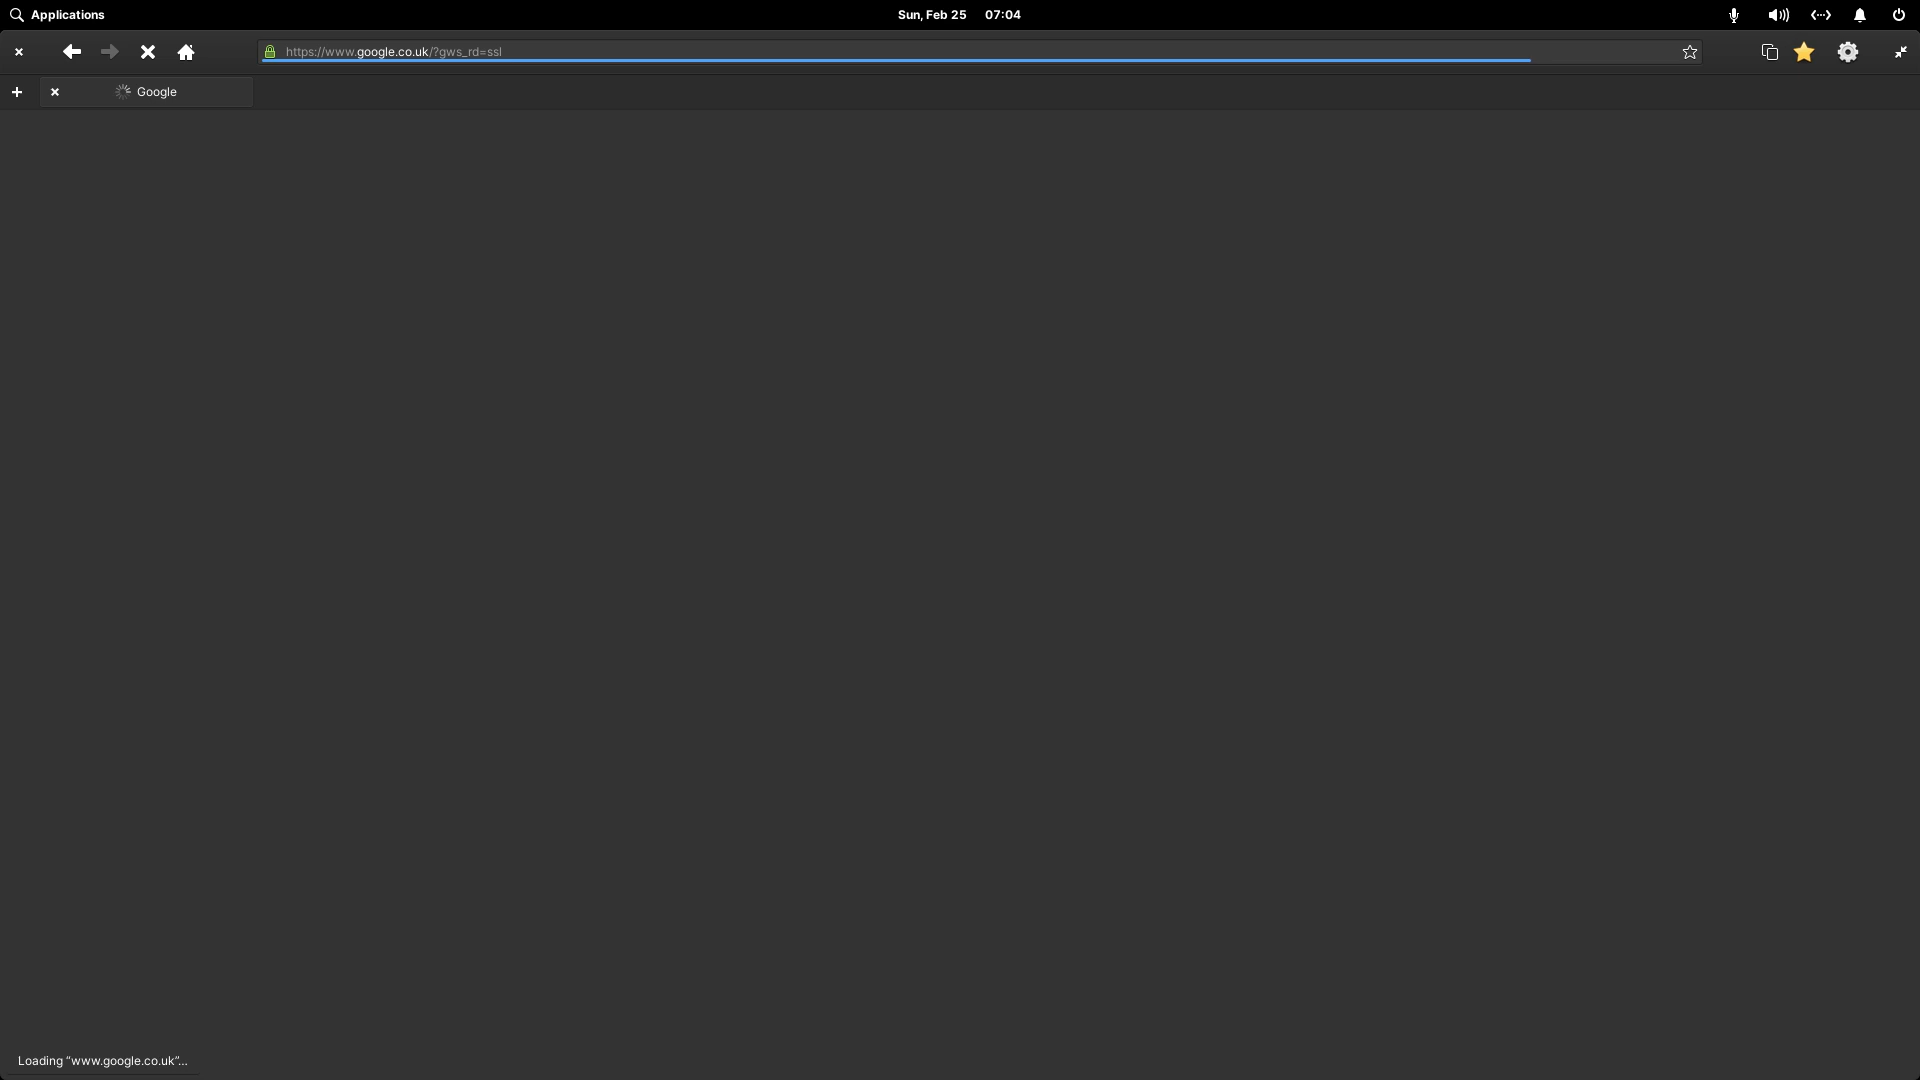 Applications
Sun, Feb 25 07:04
https://www.google.co.uk/?gws_rd=ssl
Google
Loading “www.google.co.uk”…